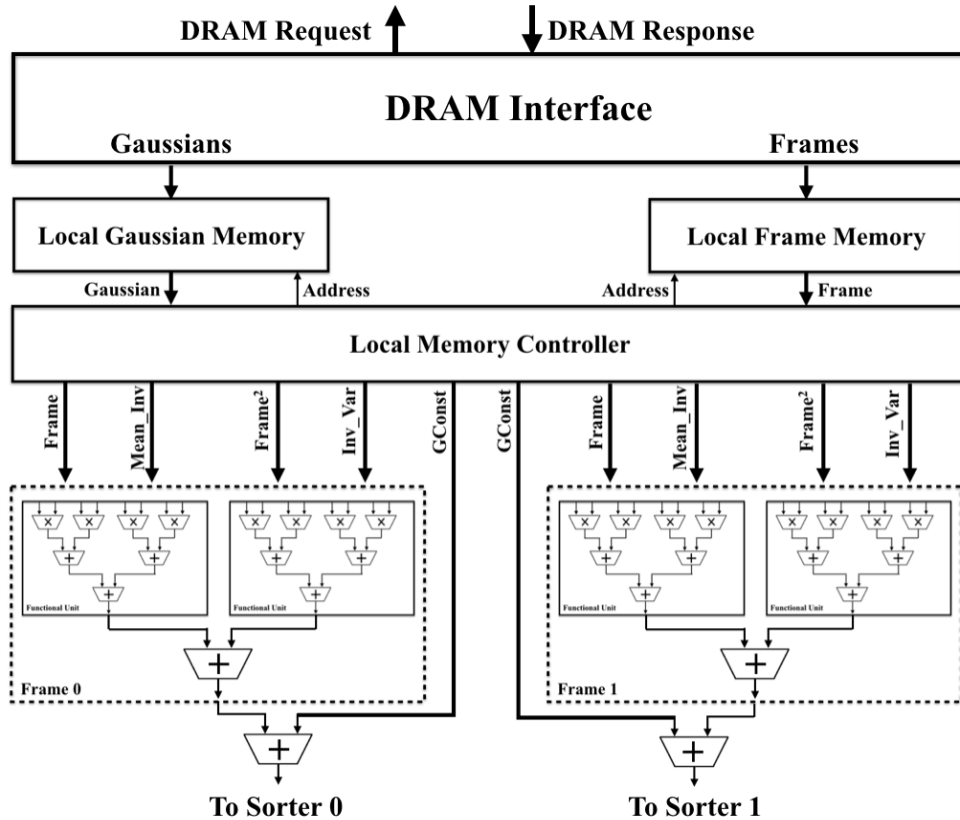 DRAM Request
DRAM Response
DRAM Interface
Gaussians
Frames
Local Gaussian Memory
Local Frame Memory
Gaussian
Address
Address
Frame
Local Memory Controller
Frame
Mean_Inv
Frame²
Inv_Var
GConst
GConst
Frame
Mean_Inv
Frame²
Inv_Var
× × × ×
× × × ×
× × × ×
× × × ×
+ +
+ +
+ +
+ +
+
+
+
+
Functional Unit
Functional Unit
Functional Unit
Functional Unit
+
+
Frame 0
Frame 1
+
+
To Sorter 0
To Sorter 1